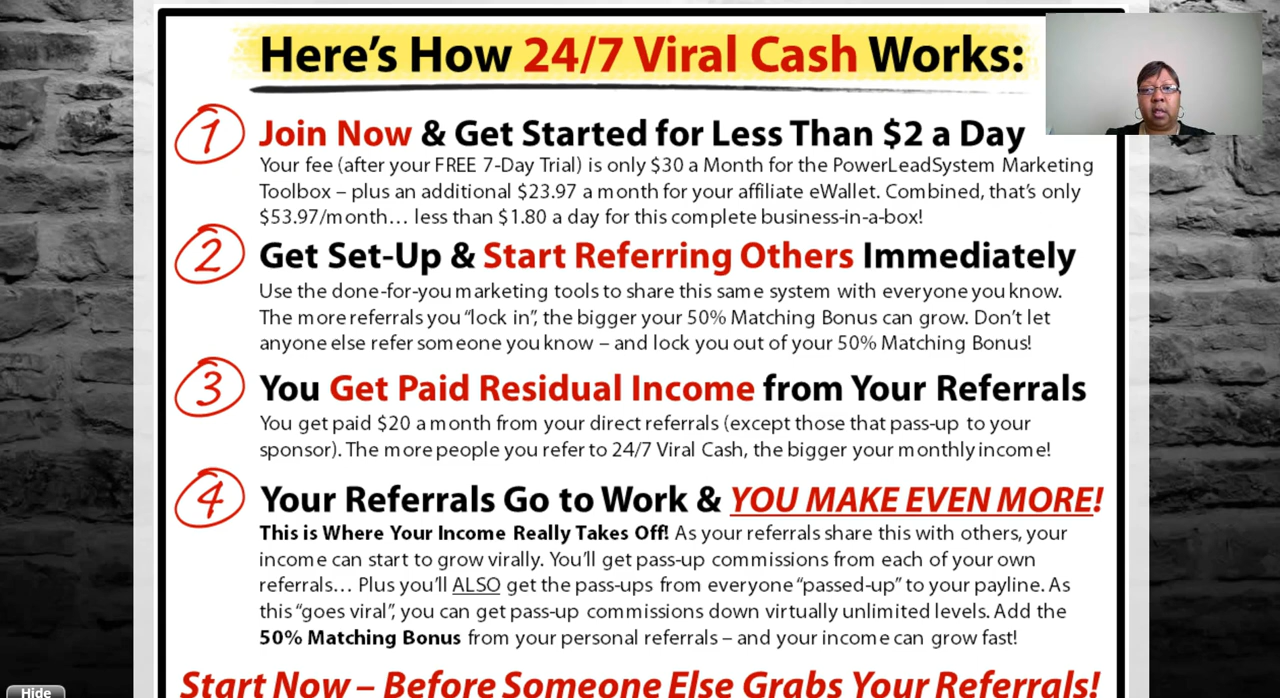 Here's How 24/7 Viral Cash Works:
1
Join Now & Get Started for Less Than $2 a Day
Your fee (after your FREE 7-Day Trial) is only $30 a Month for the PowerLeadSystem Marketing
Toolbox – plus an additional $23.97 a month for your affiliate eWallet. Combined, that's only
$53.97/month... less than $1.80 a day for this complete business-in-a-box!
2
Get Set-Up & Start Referring Others Immediately
Use the done-for-you marketing tools to share this same system with everyone you know.
The more referrals you “lock in”, the bigger your 50% Matching Bonus can grow. Don't let
anyone else refer someone you know – and lock you out of your 50% Matching Bonus!
3
You Get Paid Residual Income from Your Referrals
You get paid $20 a month from your direct referrals (except those that pass-up to your
sponsor). The more people you refer to 24/7 Viral Cash, the bigger your monthly income!
4
Your Referrals Go to Work & YOU MAKE EVEN MORE!
This is Where Your Income Really Takes Off! As your referrals share this with others, your
income can start to grow virally. You'll get pass-up commissions from each of your own
referrals... Plus you'll ALSO get the pass-ups from everyone “passed-up” to your payline. As
this “goes viral”, you can get pass-up commissions down virtually unlimited levels. Add the
50% Matching Bonus from your personal referrals – and your income can grow fast!
Start Now – Before Someone Else Grabs Your Referrals!
Hide